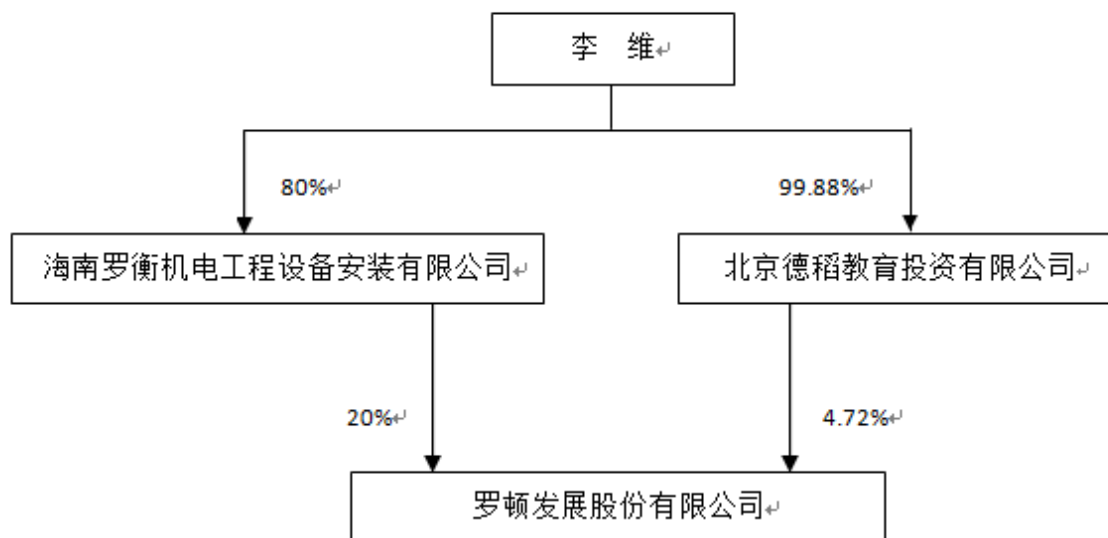 李 维
80%
99.88%
海南罗衡机电工程设备安装有限公司
北京德稻教育投资有限公司
20%
4.72%
罗顿发展股份有限公司